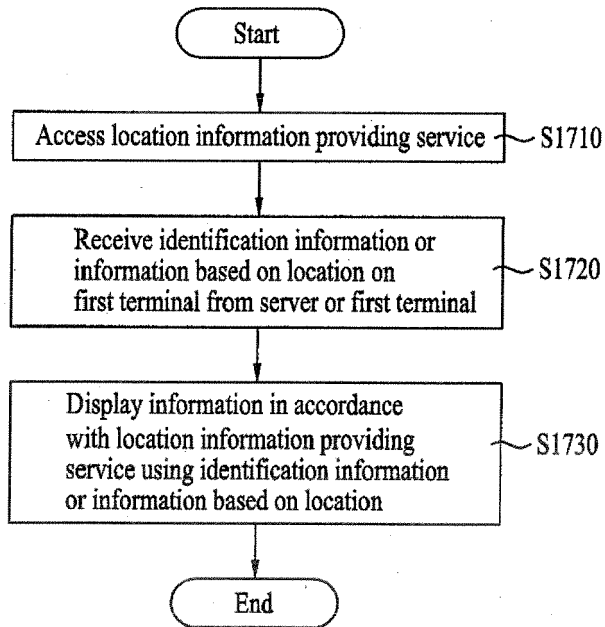 Start
Access location information providing service
S1710
Receive identification information or
information based on location on
first terminal from server or first terminal
S1720
Display information in accordance
with location information providing
service using identification information
or information based on location
S1730
End